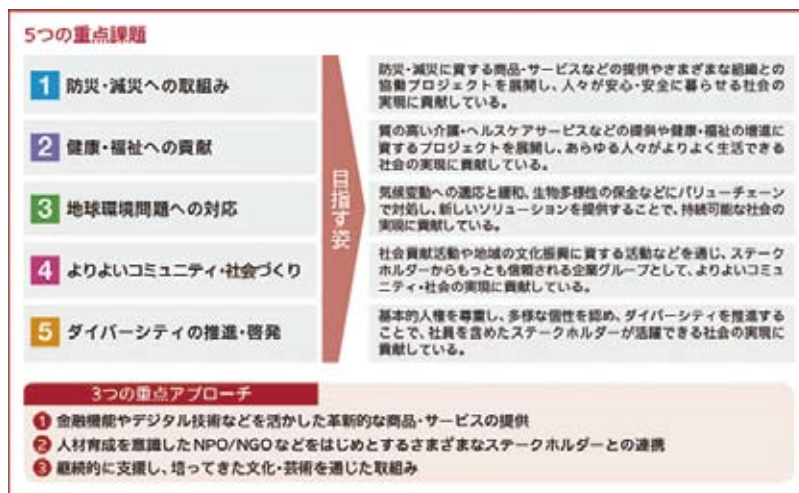 5つの重点課題
1 防災・減災への取組み
防災・減災に資する商品・サービスなどの提供やさまざまな組織との
協働プロジェクトを展開し、人々が安心・安全に暮らせる社会の
実現に貢献している。
2 健康・福祉への貢献
質の高い介護・ヘルスケアサービスなどの提供や健康・福祉の増進に
資するプロジェクトを展開し、あらゆる人々がよりよく生活できる
社会の実現に貢献している。
目指す姿
3 地球環境問題への対応
気候変動への適応と緩和、生物多様性の保全などにバリューチェーン
で対処し、新しいソリューションを提供することで、持続可能な社会の
実現に貢献している。
4 よりよいコミュニティ・社会づくり
社会貢献活動や地域の文化振興に資する活動などを通じ、ステーク
ホルダーからもっとも信頼される企業グループとして、よりよいコミュ
ニティ・社会の実現に貢献している。
5 ダイバーシティの推進・啓発
基本的人権を尊重し、多様な個性を認め、ダイバーシティを推進する
ことで、社員を含めたステークホルダーが活躍できる社会の実現に
貢献している。
3つの重点アプローチ
1 金融機能やデジタル技術などを活かした革新的な商品・サービスの提供
2 人材育成を意識したNPO/NGOなどをはじめとするさまざまなステークホルダーとの連携
3 継続的に支援し、培ってきた文化・芸術を通じた取組み